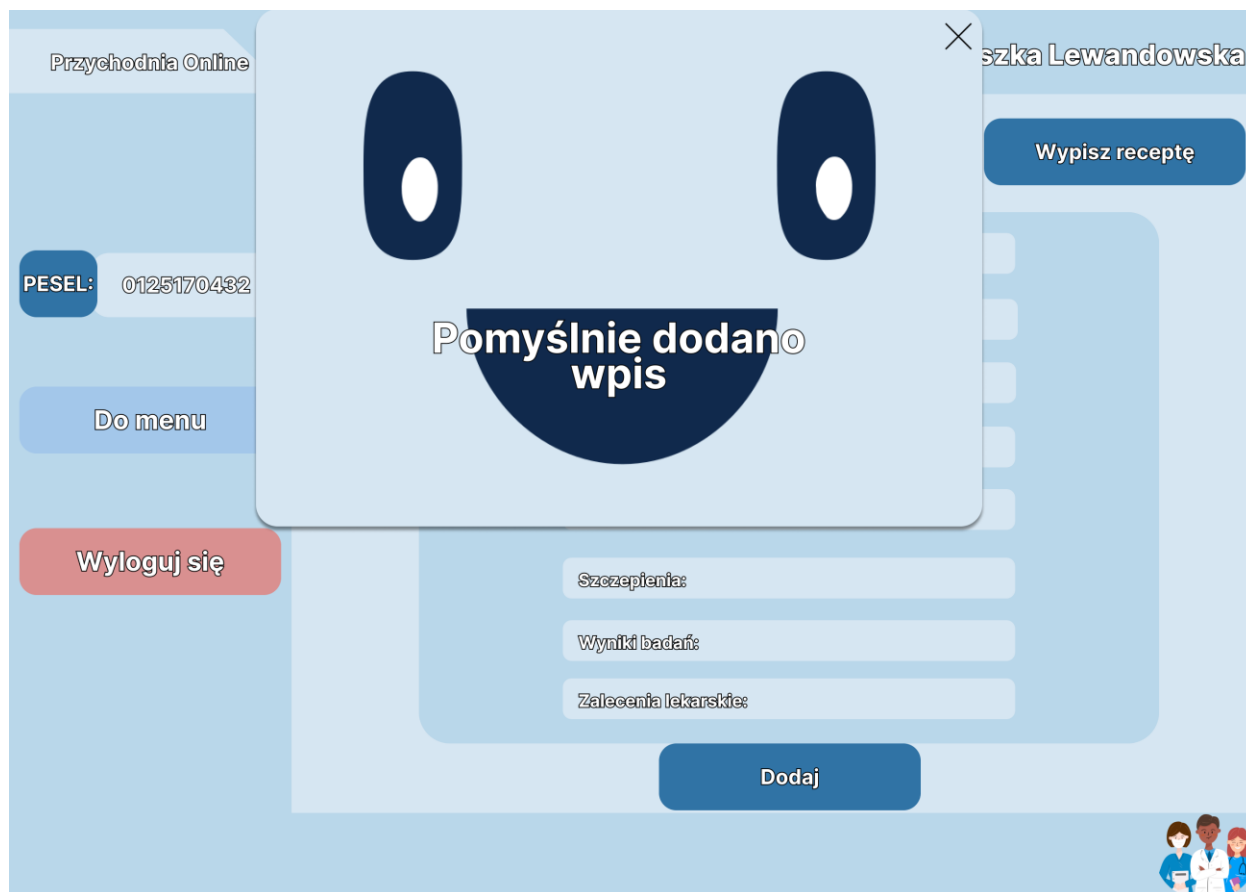 Przychodnia Online
szka Lewandowska
Wypisz receptę
PESEL: 0125170432
Pomyślnie dodano
wpis
Do menu
Wyloguj się
Szczepienia:
Wyniki badań:
Zalecenia lekarskie:
Dodaj